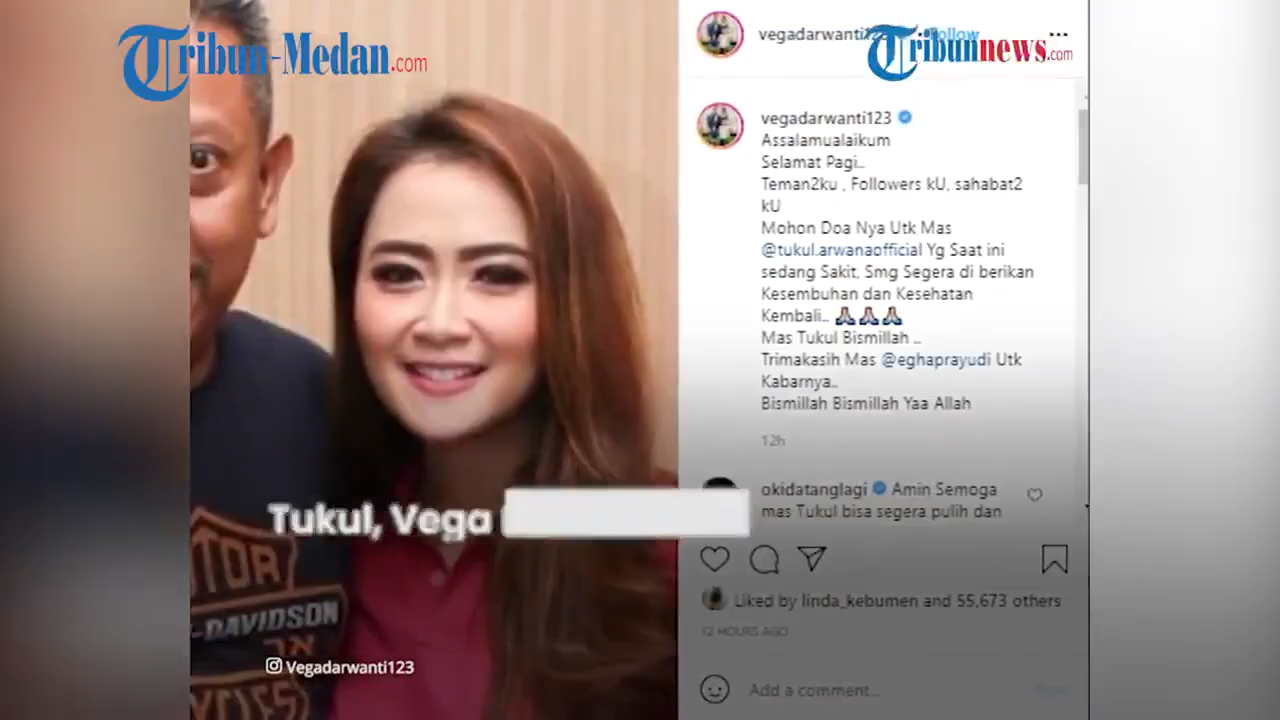 Tribun-Medan.com
Tribunnews.com
TOR
-DAVIDSON
Tukul, Vega
Vegadarwanti123
Follow
vegadarwanti123
Assalamualaikum
Selamat Pagi..
Teman2ku , Followers kU, sahabat2
kU
Mohon Doa Nya Utk Mas
@tukul.arwanaofficial Yg Saat ini
sedang Sakit, Smg Segera di berikan
Kesembuhan dan Kesehatan
Kembali.. 🙏🙏🙏
Mas Tukul Bismillah ..
Trimakasih Mas @eghaprayudi Utk
Kabarnya..
Bismillah Bismillah Yaa Allah
12h
okidatanglagi Amin Semoga
mas Tukul bisa segera pulih dan
Liked by linda_kebumen and 55,673 others
12 HOURS AGO
Add a comment...